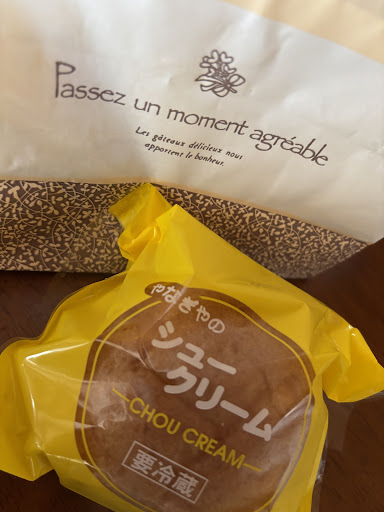 Passez un moment agréable
Les gâteaux délicieux nous
apportent le bonheur.
やなぎやの
シュー
クリーム
CHOU CREAM
要冷蔵